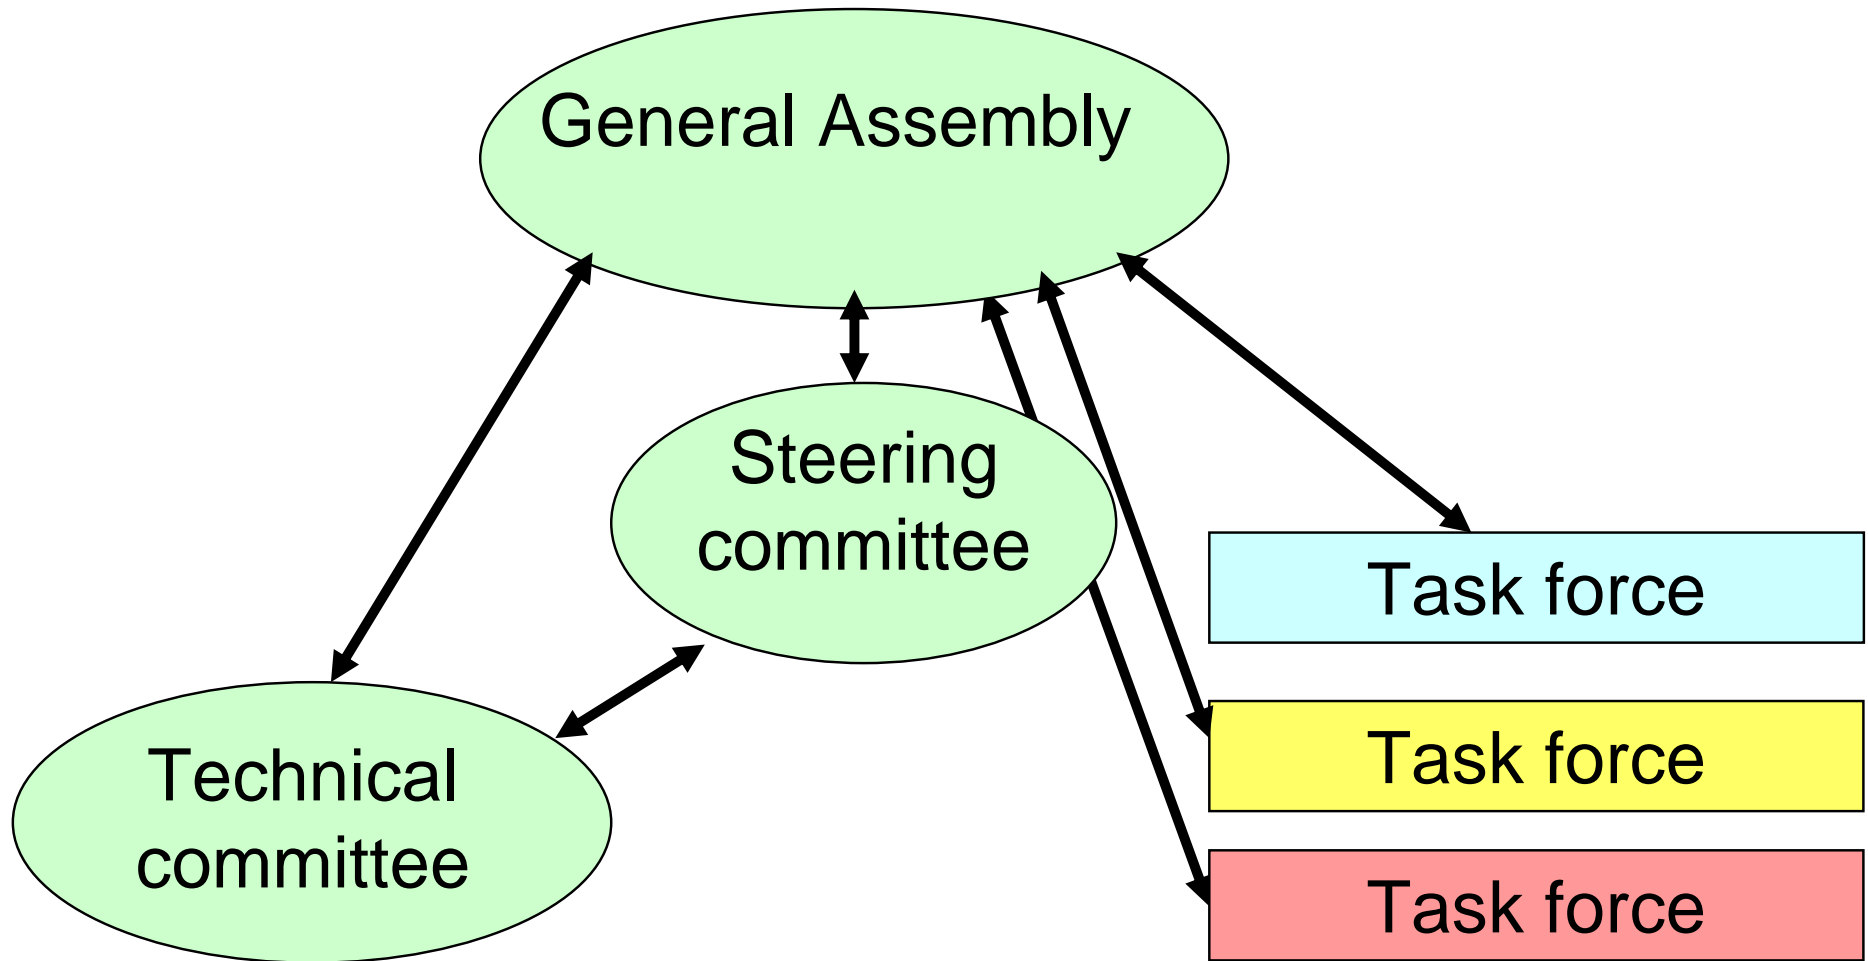 General Assembly
Steering
committee
Technical
committee
Task force
Task force
Task force